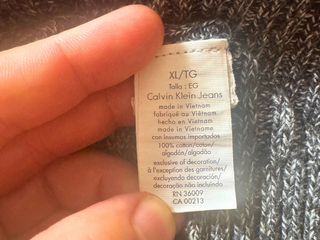 XL/TG
Talla : EG
Calvin Klein Jeans
made in Vietnam
fabriqué au Viêtnam
hecho en Vietnam
made in Vietname
con insumos importados
100% cotton/coton/
algodón/algodão
exclusive of decoration/
à l'exception des garnitures/
excluyendo decoración/
decoração não incluindo
RN 36009
CA 00213